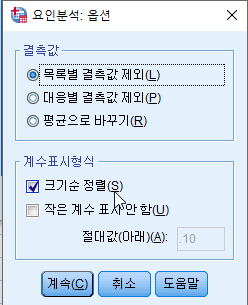 요인분석: 옵션
결측값
목록별 결측값 제외(L)
대응별 결측값 제외(P)
평균으로 바꾸기(R)
계수표시형식
크기순 정렬(S)
작은 계수 표시 안 함(U)
절대값(아래)(A): .10
계속(C) 취소 도움말